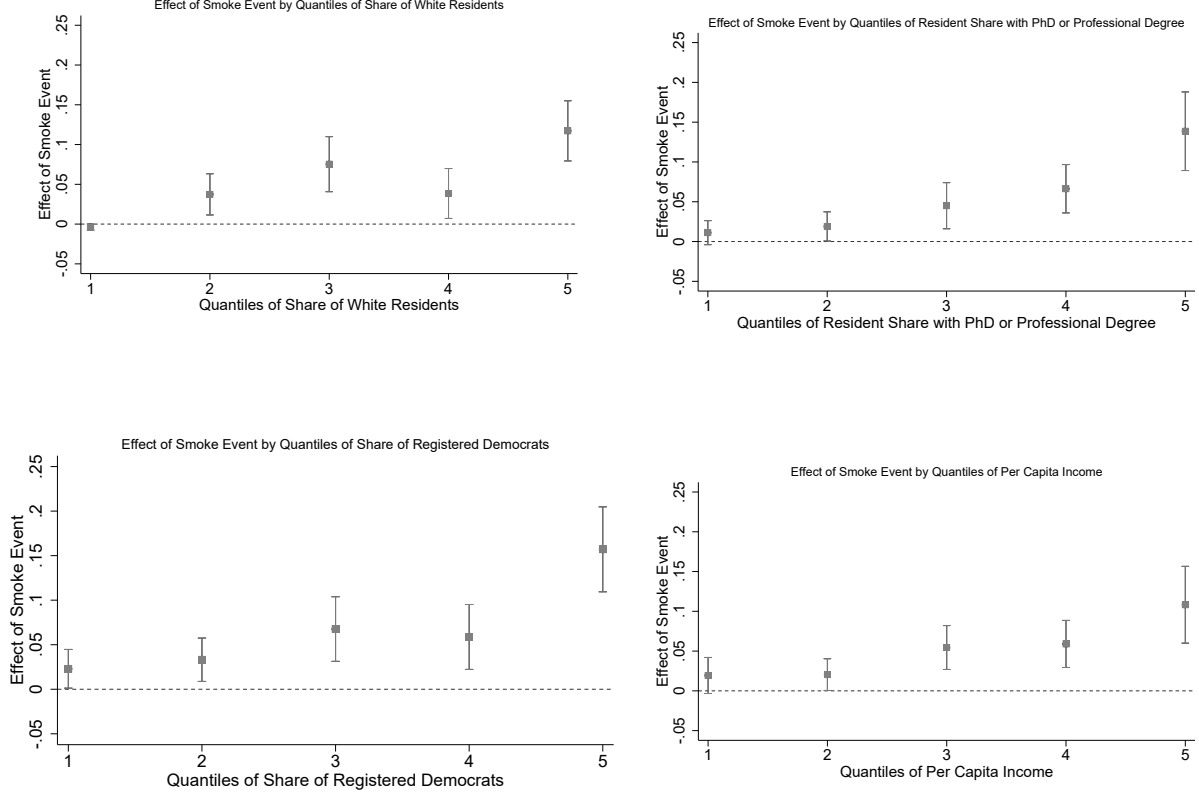 Effect of Smoke Event by Quantiles of Share of White Residents
.25
.2
.15
.1
.05
0
-.05
Effect of Smoke Event
1 2 3 4 5
Quantiles of Share of White Residents
Effect of Smoke Event by Quantiles of Resident Share with PhD or Professional Degree
.25
.2
.15
.1
.05
0
-.05
Effect of Smoke Event
1 2 3 4 5
Quantiles of Resident Share with PhD or Professional Degree
Effect of Smoke Event by Quantiles of Share of Registered Democrats
.25
.2
.15
.1
.05
0
-.05
Effect of Smoke Event
1 2 3 4 5
Quantiles of Share of Registered Democrats
Effect of Smoke Event by Quantiles of Per Capita Income
.25
.2
.15
.1
.05
0
-.05
Effect of Smoke Event
1 2 3 4 5
Quantiles of Per Capita Income